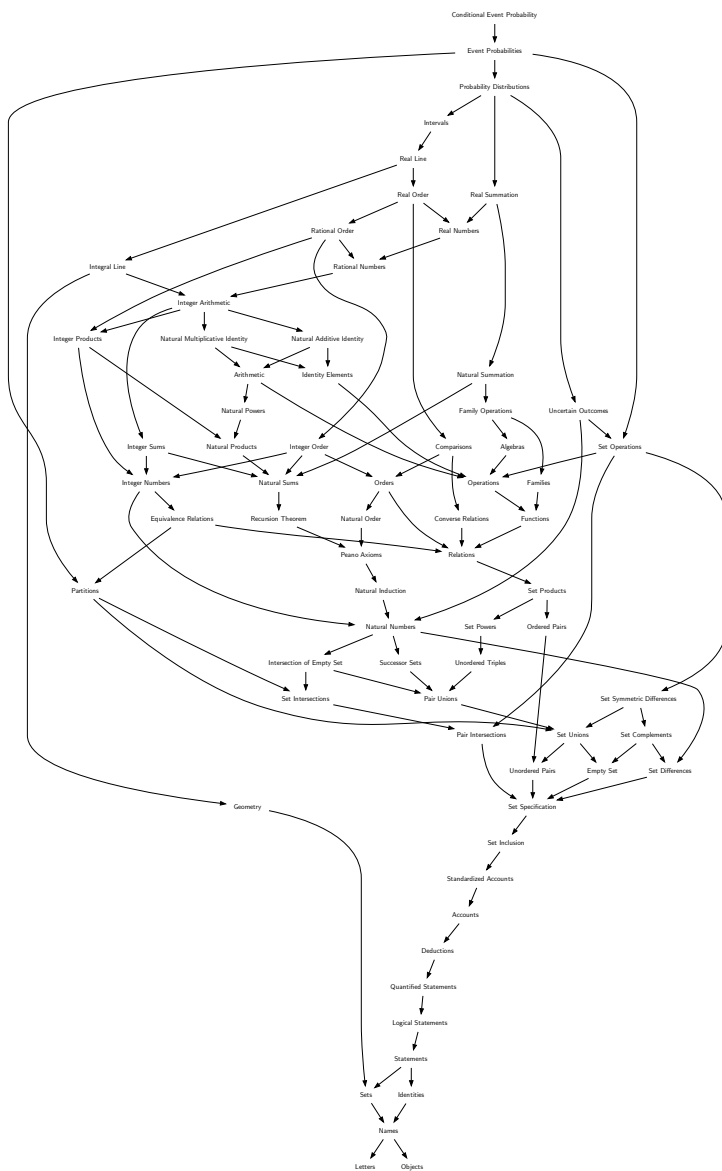 Conditional Event Probability
Event Probabilities
Probability Distributions
Intervals
Real Line
Real Order
Real Summation
Rational Order
Real Numbers
Integral Line
Rational Numbers
Integer Arithmetic
Integer Products
Natural Multiplicative Identity
Natural Additive Identity
Arithmetic
Identity Elements
Natural Summation
Natural Powers
Family Operations
Uncertain Outcomes
Integer Sums
Natural Products
Integer Order
Comparisons
Algebras
Set Operations
Integer Numbers
Natural Sums
Orders
Operations
Families
Equivalence Relations
Recursion Theorem
Natural Order
Converse Relations
Functions
Peano Axioms
Relations
Partitions
Natural Induction
Set Products
Natural Numbers
Set Powers
Ordered Pairs
Intersection of Empty Set
Successor Sets
Unordered Triples
Set Intersections
Pair Unions
Set Symmetric Differences
Pair Intersections
Set Unions
Set Complements
Unordered Pairs
Empty Set
Set Differences
Geometry
Set Specification
Set Inclusion
Standardized Accounts
Accounts
Deductions
Quantified Statements
Logical Statements
Statements
Sets
Identities
Names
Letters
Objects